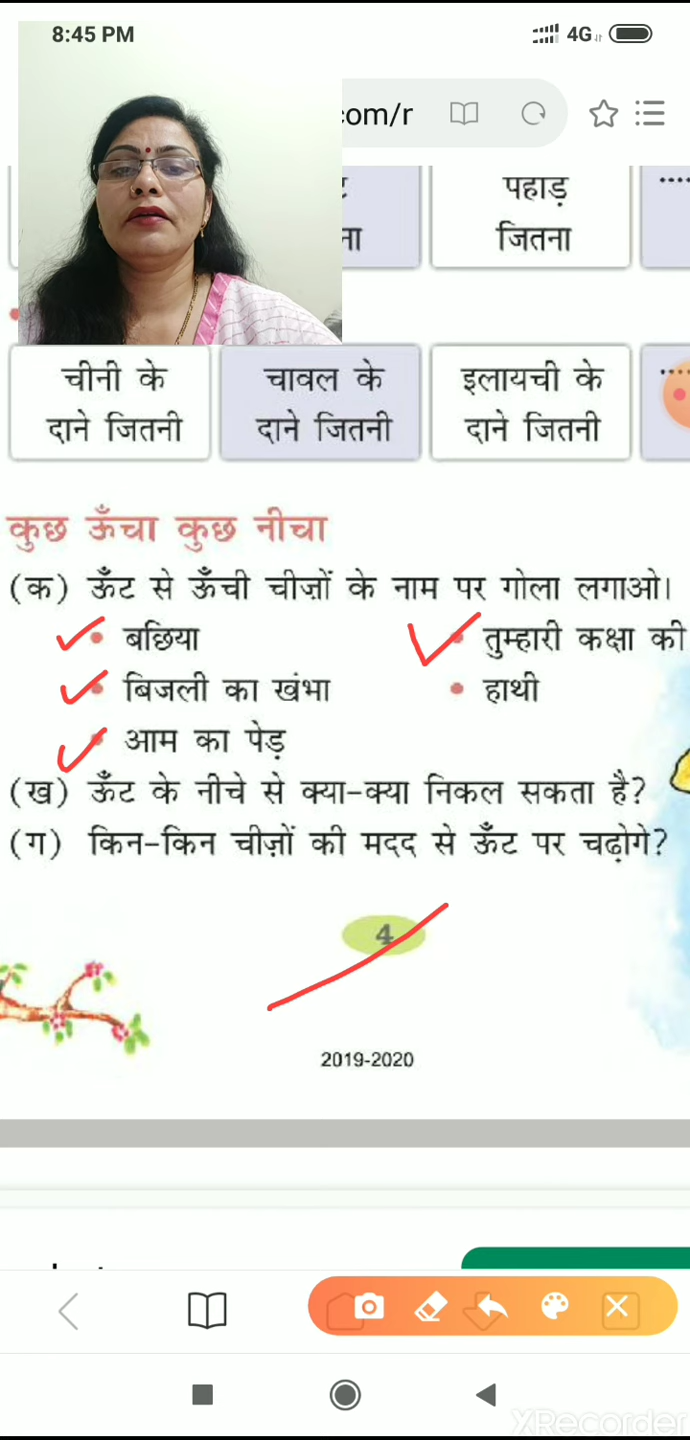 8:45 PM 4G
com/r
पहाड़
जितना
चीनी के
दाने जितनी
चावल के
दाने जितनी
इलायची के
दाने जितनी
कुछ ऊँचा कुछ नीचा
(क) ऊँट से ऊँची चीज़ों के नाम पर गोला लगाओ।
• बछिया • तुम्हारी कक्षा की
• बिजली का खंभा • हाथी
• आम का पेड़
(ख) ऊँट के नीचे से क्या-क्या निकल सकता है?
(ग) किन-किन चीज़ों की मदद से ऊँट पर चढ़ोगे?
4
2019-2020
XRecorder